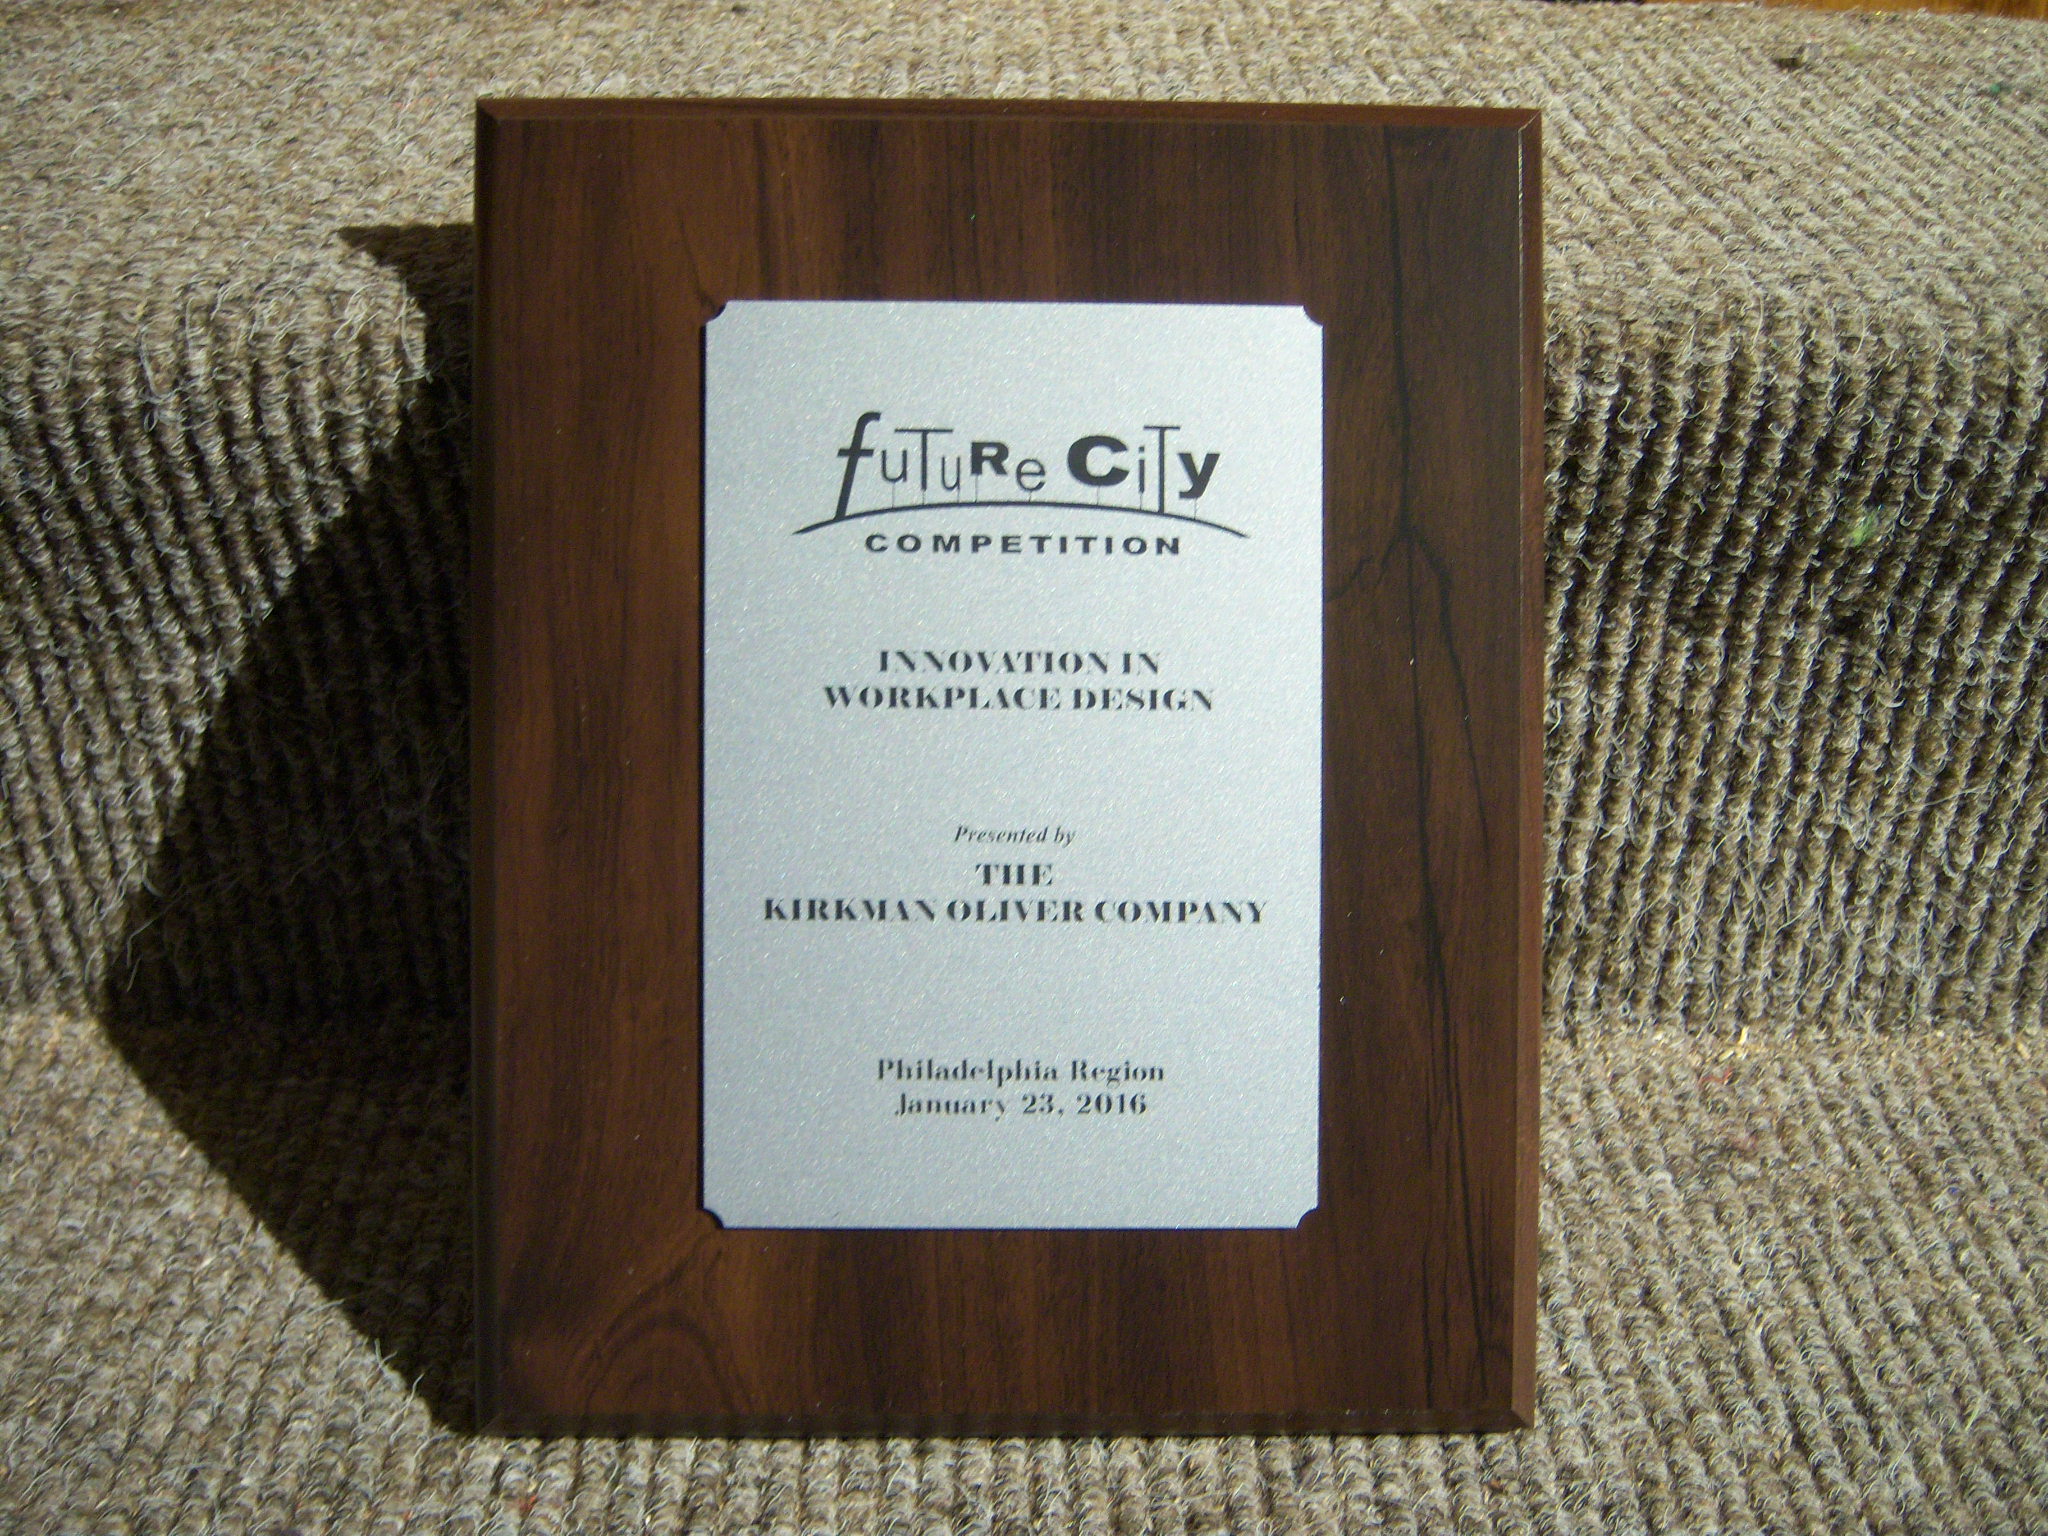 fuTuRe CiTy
COMPETITION
INNOVATION IN
WORKPLACE DESIGN
Presented by
THE
KIRKMAN OLIVER COMPANY
Philadelphia Region
January 23, 2016